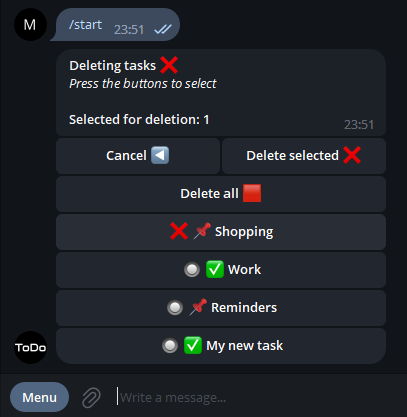 M
/start 23:51
Deleting tasks ❌
Press the buttons to select
Selected for deletion: 1
23:51
Cancel ◀️ Delete selected ❌
Delete all 🟥
❌ 📌 Shopping
🔘 ✅ Work
🔘 📌 Reminders
🔘 ✅ My new task
ToDo
Menu Write a message...